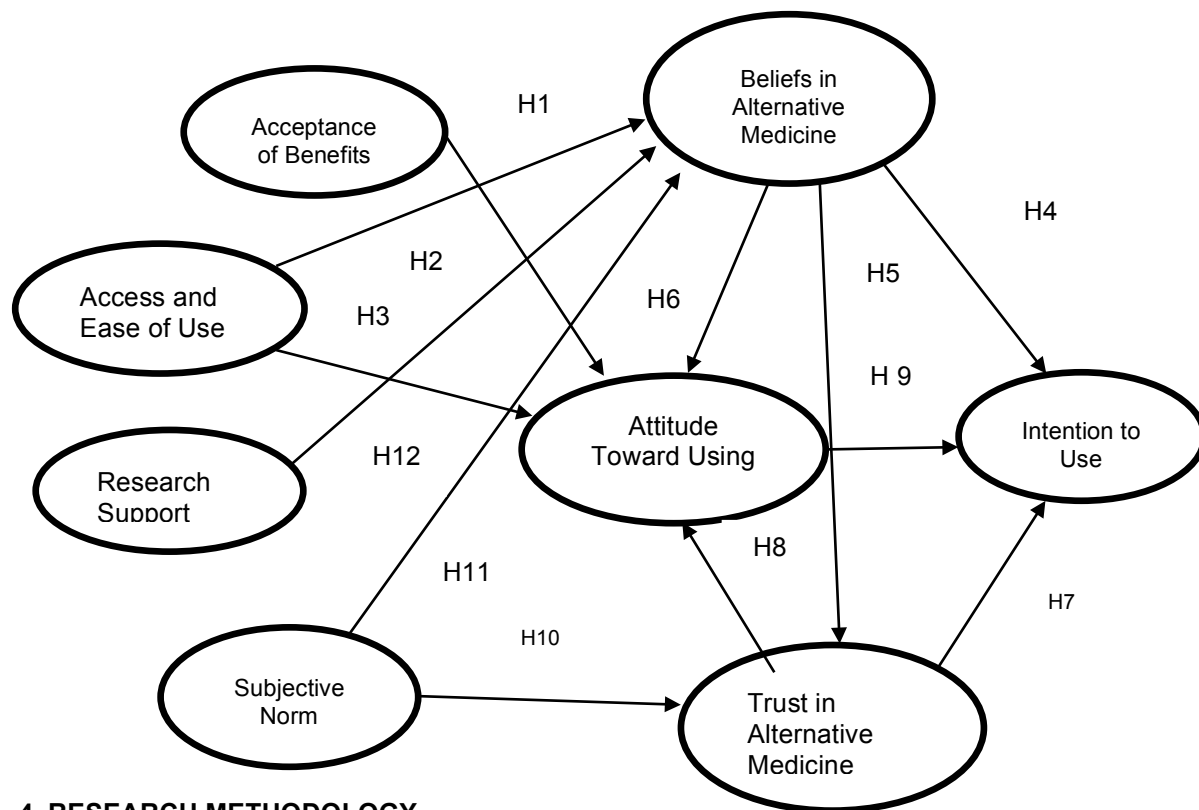 Beliefs in
Alternative
Medicine
H1
Acceptance
of Benefits
H4
H2
H5
Access and
Ease of Use
H6
H3
H 9
Attitude
Toward Using
Intention to
Use
H12
Research
Support
H8
H11
H7
H10
Subjective
Norm
Trust in
Alternative
Medicine
4. RESEARCH METHODOLOGY